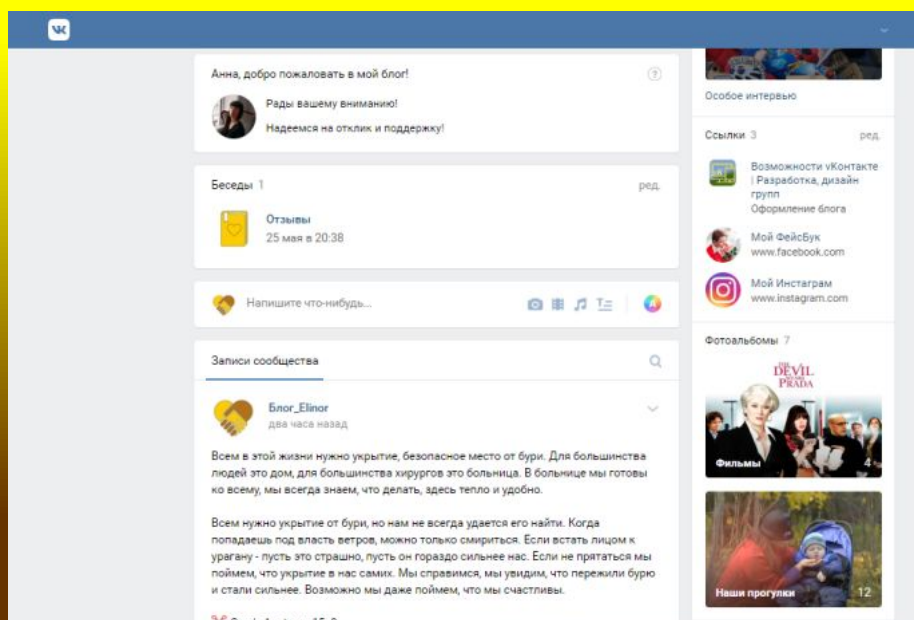 Анна, добро пожаловать в мой блог!
?
Рады вашему вниманию!
Надеемся на отклик и поддержку!
Беседы 1
ред.
Отзывы
25 мая в 20:38
Напишите что-нибудь...
Записи сообщества
Блог_Elinor
два часа назад
Всем в этой жизни нужно укрытие, безопасное место от бури. Для большинства
людей это дом, для большинства хирургов это больница. В больнице мы готовы
ко всему, мы всегда знаем, что делать, здесь тепло и удобно.
Всем нужно укрытие от бури, но нам не всегда удается его найти. Когда
попадаешь под власть ветров, можно только смириться. Если встать лицом к
урагану - пусть это страшно, пусть он гораздо сильнее нас. Если не прятаться мы
поймем, что укрытие в нас самих. Мы справимся, мы увидим, что пережили бурю
и стали сильнее. Возможно мы даже поймем, что мы счастливы.
Особое интервью
Ссылки 3
ред.
Возможности vКонтакте
| Разработка, дизайн
групп
Оформление блога
Мой ФейсБук
www.facebook.com
Мой Инстаграм
www.instagram.com
Фотоальбомы 7
THE
DEVIL
WEARS
PRADA
Фильмы
4
Наши прогулки
12